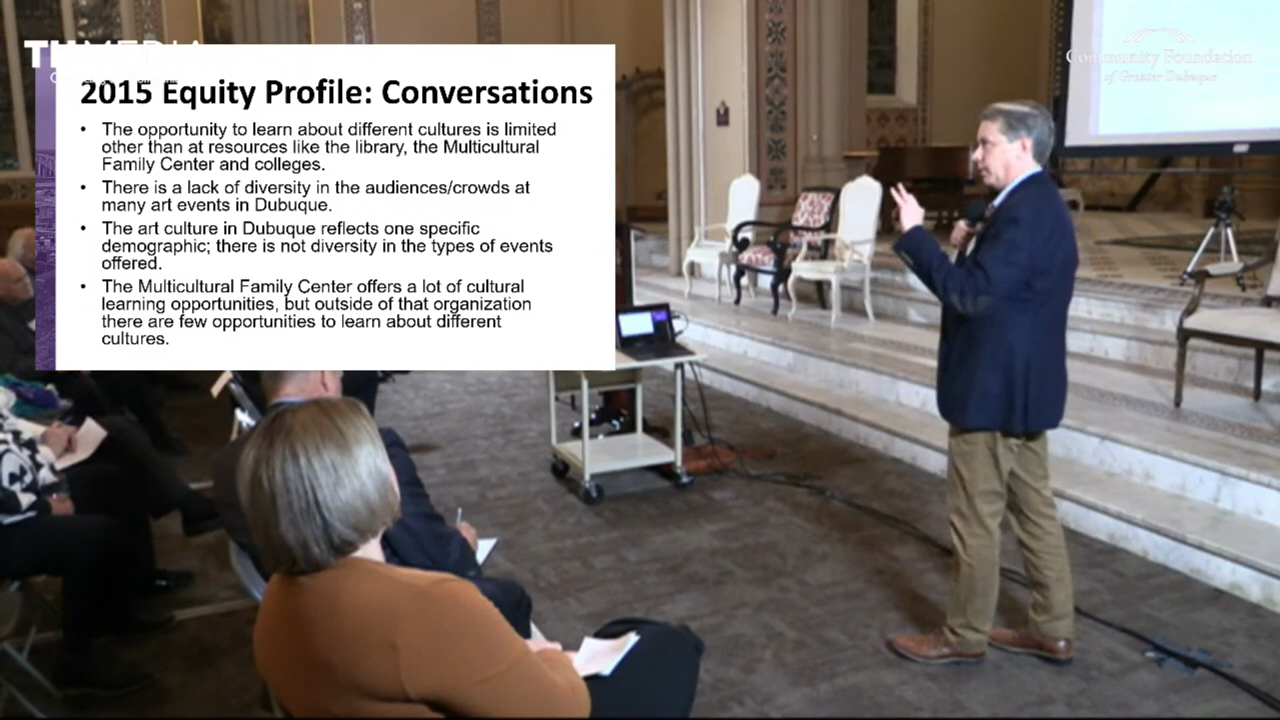 TH MEDIA
Community Foundation
of Greater Dubuque
2015 Equity Profile: Conversations
• The opportunity to learn about different cultures is limited
other than at resources like the library, the Multicultural
Family Center and colleges.
• There is a lack of diversity in the audiences/crowds at
many art events in Dubuque.
• The art culture in Dubuque reflects one specific
demographic; there is not diversity in the types of events
offered.
• The Multicultural Family Center offers a lot of cultural
learning opportunities, but outside of that organization
there are few opportunities to learn about different
cultures.